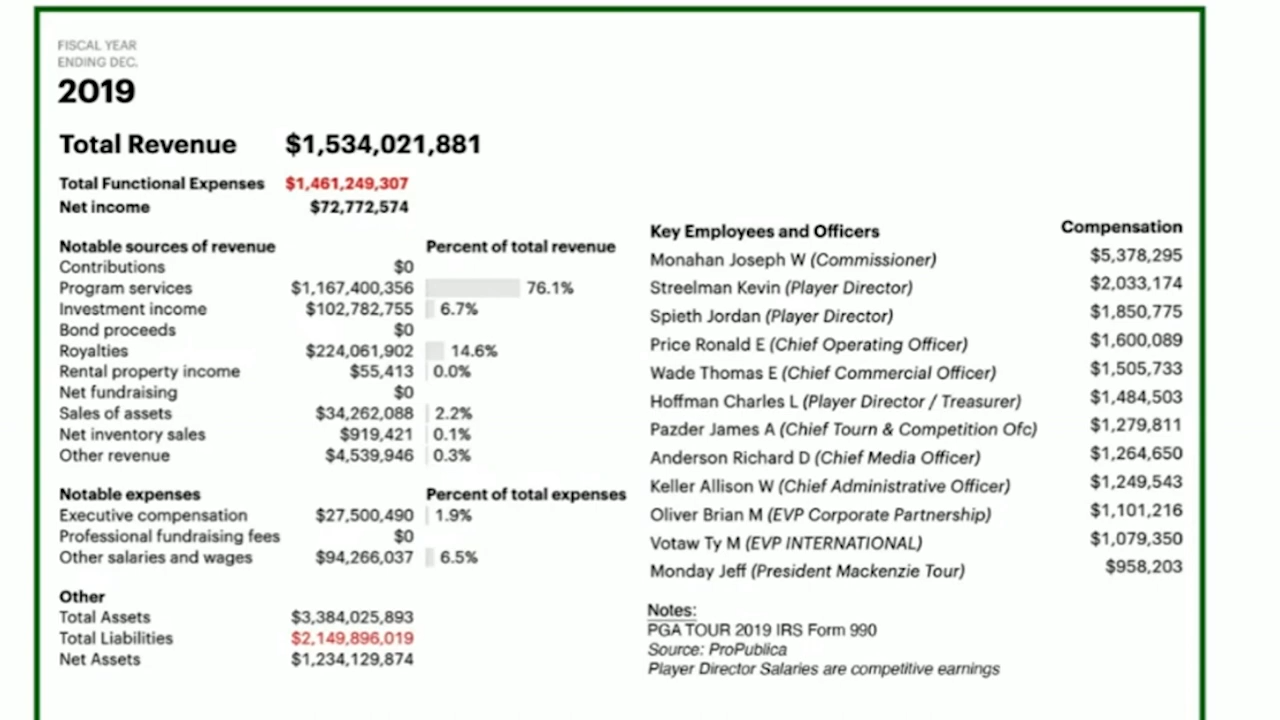 FISCAL YEAR
ENDING DEC.
2019
Total Revenue $1,534,021,881
Total Functional Expenses $1,461,249,307
Net income $72,772,574
Notable sources of revenue Percent of total revenue
Contributions $0
Program services $1,167,400,356 76.1%
Investment income $102,782,755 6.7%
Bond proceeds $0
Royalties $224,061,902 14.6%
Rental property income $55,413 0.0%
Net fundraising $0
Sales of assets $34,262,088 2.2%
Net inventory sales $919,421 0.1%
Other revenue $4,539,946 0.3%
Notable expenses Percent of total expenses
Executive compensation $27,500,490 1.9%
Professional fundraising fees $0
Other salaries and wages $94,266,037 6.5%
Other
Total Assets $3,384,025,893
Total Liabilities $2,149,896,019
Net Assets $1,234,129,874
Key Employees and Officers Compensation
Monahan Joseph W (Commissioner) $5,378,295
Streelman Kevin (Player Director) $2,033,174
Spieth Jordan (Player Director) $1,850,775
Price Ronald E (Chief Operating Officer) $1,600,089
Wade Thomas E (Chief Commercial Officer) $1,505,733
Hoffman Charles L (Player Director / Treasurer) $1,484,503
Pazder James A (Chief Tourn & Competition Ofc) $1,279,811
Anderson Richard D (Chief Media Officer) $1,264,650
Keller Allison W (Chief Administrative Officer) $1,249,543
Oliver Brian M (EVP Corporate Partnership) $1,101,216
Votaw Ty M (EVP INTERNATIONAL) $1,079,350
Monday Jeff (President Mackenzie Tour) $958,203
Notes:
PGA TOUR 2019 IRS Form 990
Source: ProPublica
Player Director Salaries are competitive earnings